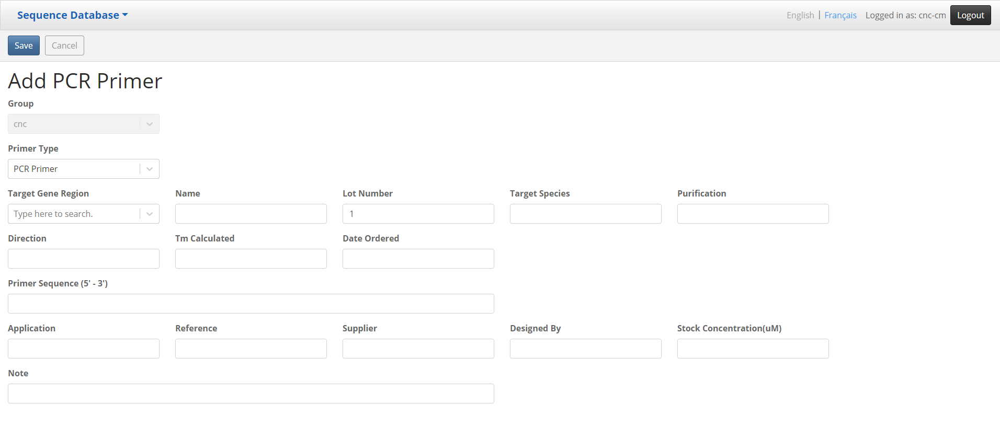 Sequence Database
English | Français Logged in as: cnc-cm Logout
Save Cancel
Add PCR Primer
Group
cnc
Primer Type
PCR Primer
Target Gene Region Name Lot Number Target Species Purification
Type here to search. 1
Direction Tm Calculated Date Ordered
Primer Sequence (5' - 3')
Application Reference Supplier Designed By Stock Concentration(uM)
Note